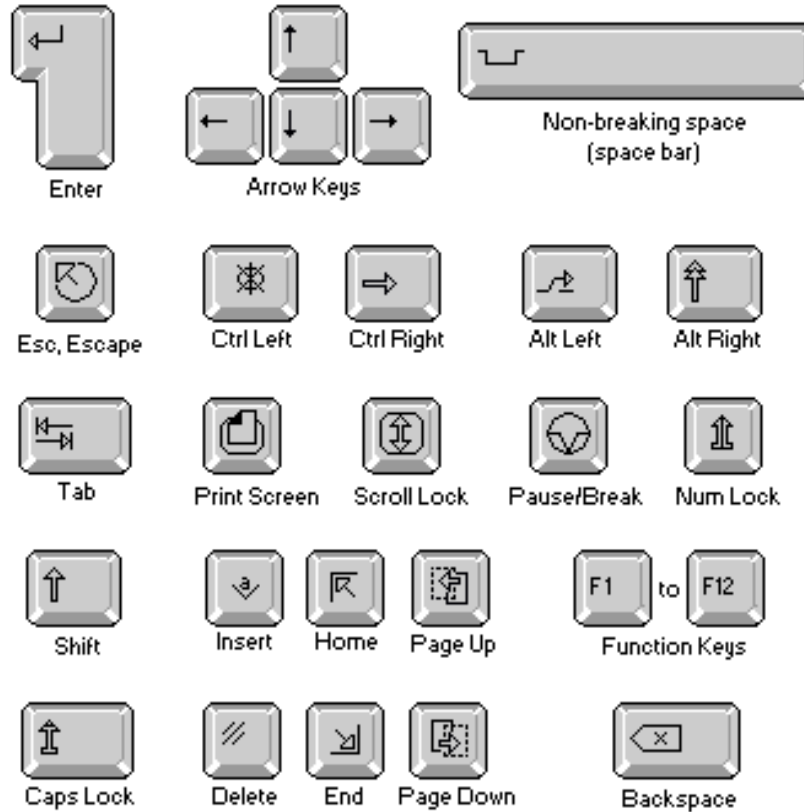 Enter
Arrow Keys
Non-breaking space
(space bar)
Esc, Escape
Ctrl Left
Ctrl Right
Alt Left
Alt Right
Tab
Print Screen
Scroll Lock
Pause/Break
Num Lock
a
F1 to F12
Shift
Insert
Home
Page Up
Function Keys
Caps Lock
Delete
End
Page Down
Backspace